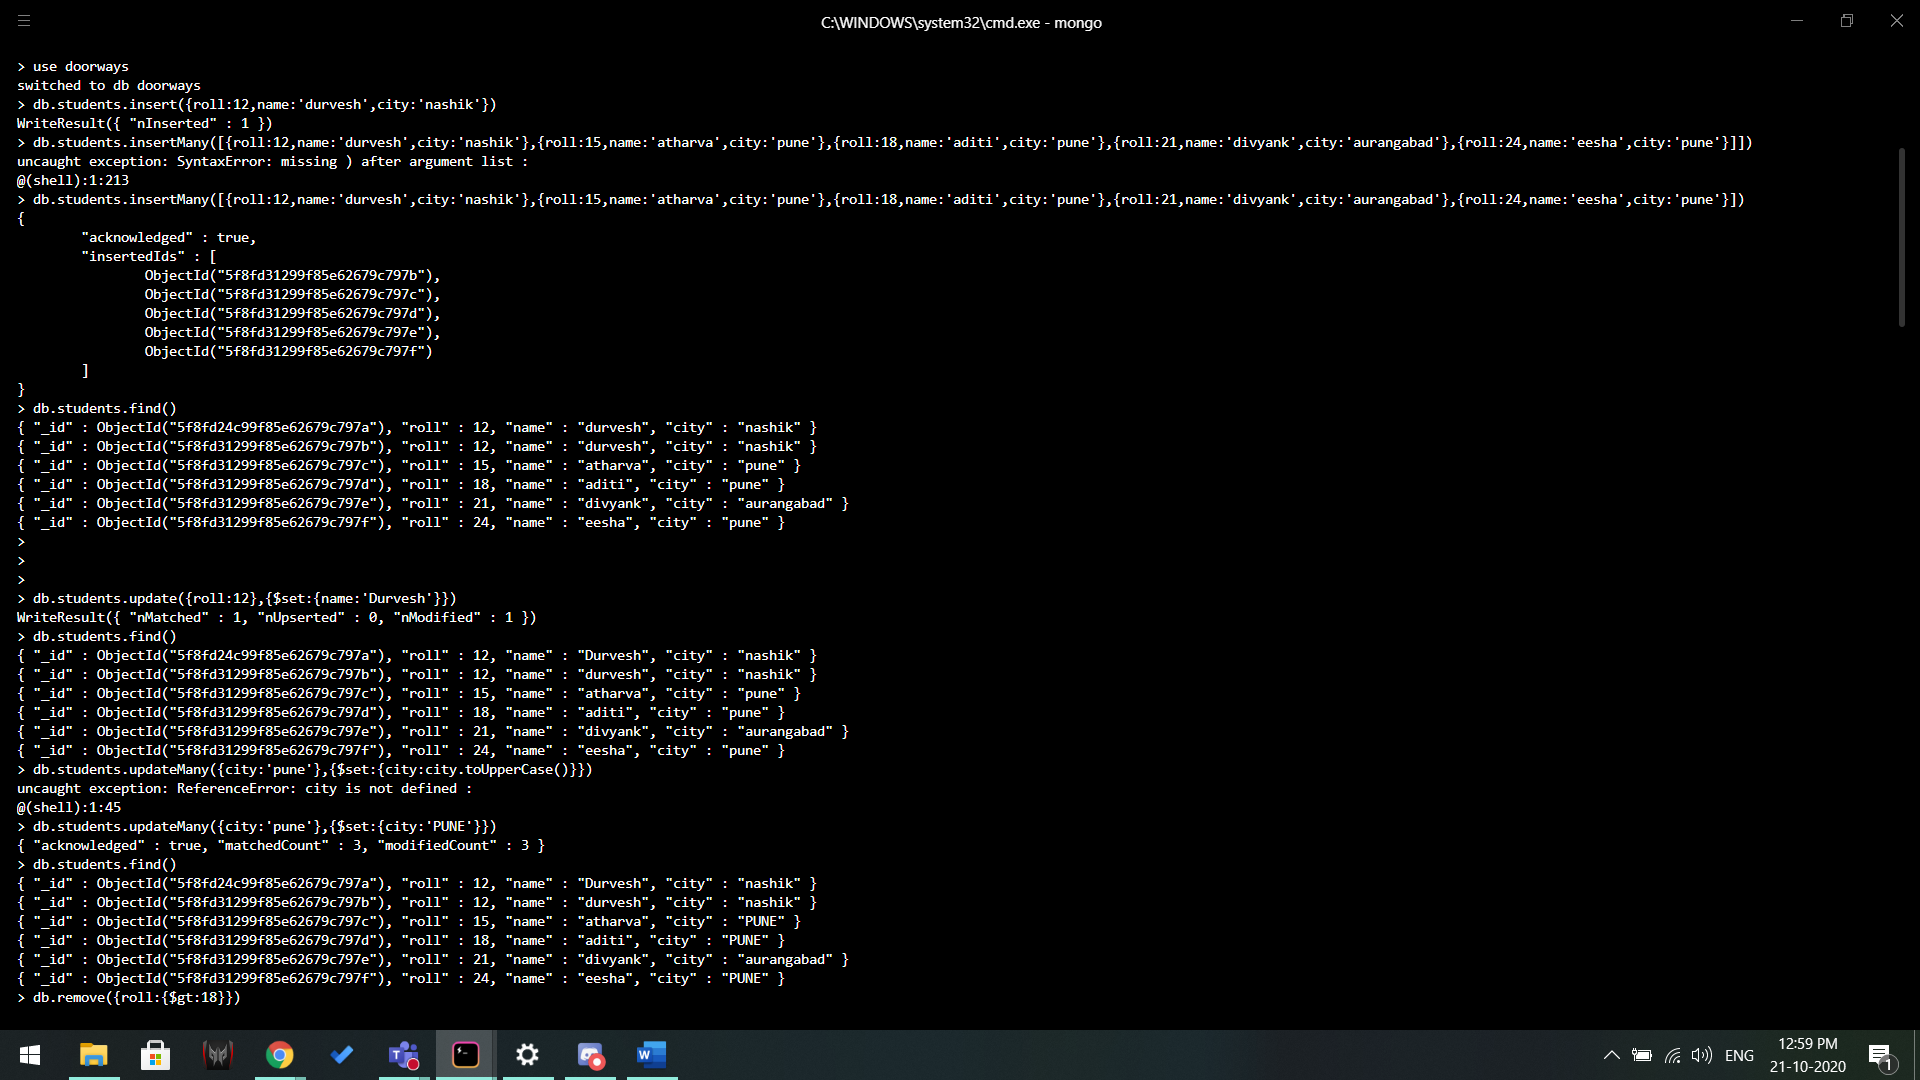 C:\WINDOWS\system32\cmd.exe - mongo
> use doorways
switched to db doorways
> db.students.insert({roll:12,name:'durvesh',city:'nashik'})
WriteResult({ "nInserted" : 1 })
> db.students.insertMany([{roll:12,name:'durvesh',city:'nashik'},{roll:15,name:'atharva',city:'pune'},{roll:18,name:'aditi',city:'pune'},{roll:21,name:'divyank',city:'aurangabad'},{roll:24,name:'eesha',city:'pune'}]])
uncaught exception: SyntaxError: missing ) after argument list :
@(shell):1:213
> db.students.insertMany([{roll:12,name:'durvesh',city:'nashik'},{roll:15,name:'atharva',city:'pune'},{roll:18,name:'aditi',city:'pune'},{roll:21,name:'divyank',city:'aurangabad'},{roll:24,name:'eesha',city:'pune'}])
{
        "acknowledged" : true,
        "insertedIds" : [
                ObjectId("5f8fd31299f85e62679c797b"),
                ObjectId("5f8fd31299f85e62679c797c"),
                ObjectId("5f8fd31299f85e62679c797d"),
                ObjectId("5f8fd31299f85e62679c797e"),
                ObjectId("5f8fd31299f85e62679c797f")
        ]
}
> db.students.find()
{ "_id" : ObjectId("5f8fd24c99f85e62679c797a"), "roll" : 12, "name" : "durvesh", "city" : "nashik" }
{ "_id" : ObjectId("5f8fd31299f85e62679c797b"), "roll" : 12, "name" : "durvesh", "city" : "nashik" }
{ "_id" : ObjectId("5f8fd31299f85e62679c797c"), "roll" : 15, "name" : "atharva", "city" : "pune" }
{ "_id" : ObjectId("5f8fd31299f85e62679c797d"), "roll" : 18, "name" : "aditi", "city" : "pune" }
{ "_id" : ObjectId("5f8fd31299f85e62679c797e"), "roll" : 21, "name" : "divyank", "city" : "aurangabad" }
{ "_id" : ObjectId("5f8fd31299f85e62679c797f"), "roll" : 24, "name" : "eesha", "city" : "pune" }
>
>
>
> db.students.update({roll:12},{$set:{name:'Durvesh'}})
WriteResult({ "nMatched" : 1, "nUpserted" : 0, "nModified" : 1 })
> db.students.find()
{ "_id" : ObjectId("5f8fd24c99f85e62679c797a"), "roll" : 12, "name" : "Durvesh", "city" : "nashik" }
{ "_id" : ObjectId("5f8fd31299f85e62679c797b"), "roll" : 12, "name" : "durvesh", "city" : "nashik" }
{ "_id" : ObjectId("5f8fd31299f85e62679c797c"), "roll" : 15, "name" : "atharva", "city" : "pune" }
{ "_id" : ObjectId("5f8fd31299f85e62679c797d"), "roll" : 18, "name" : "aditi", "city" : "pune" }
{ "_id" : ObjectId("5f8fd31299f85e62679c797e"), "roll" : 21, "name" : "divyank", "city" : "aurangabad" }
{ "_id" : ObjectId("5f8fd31299f85e62679c797f"), "roll" : 24, "name" : "eesha", "city" : "pune" }
> db.students.updateMany({city:'pune'},{$set:{city:city.toUpperCase()}})
uncaught exception: ReferenceError: city is not defined :
@(shell):1:45
> db.students.updateMany({city:'pune'},{$set:{city:'PUNE'}})
{ "acknowledged" : true, "matchedCount" : 3, "modifiedCount" : 3 }
> db.students.find()
{ "_id" : ObjectId("5f8fd24c99f85e62679c797a"), "roll" : 12, "name" : "Durvesh", "city" : "nashik" }
{ "_id" : ObjectId("5f8fd31299f85e62679c797b"), "roll" : 12, "name" : "durvesh", "city" : "nashik" }
{ "_id" : ObjectId("5f8fd31299f85e62679c797c"), "roll" : 15, "name" : "atharva", "city" : "PUNE" }
{ "_id" : ObjectId("5f8fd31299f85e62679c797d"), "roll" : 18, "name" : "aditi", "city" : "PUNE" }
{ "_id" : ObjectId("5f8fd31299f85e62679c797e"), "roll" : 21, "name" : "divyank", "city" : "aurangabad" }
{ "_id" : ObjectId("5f8fd31299f85e62679c797f"), "roll" : 24, "name" : "eesha", "city" : "PUNE" }
> db.remove({roll:{$gt:18}})
ENG
12:59 PM
21-10-2020
1